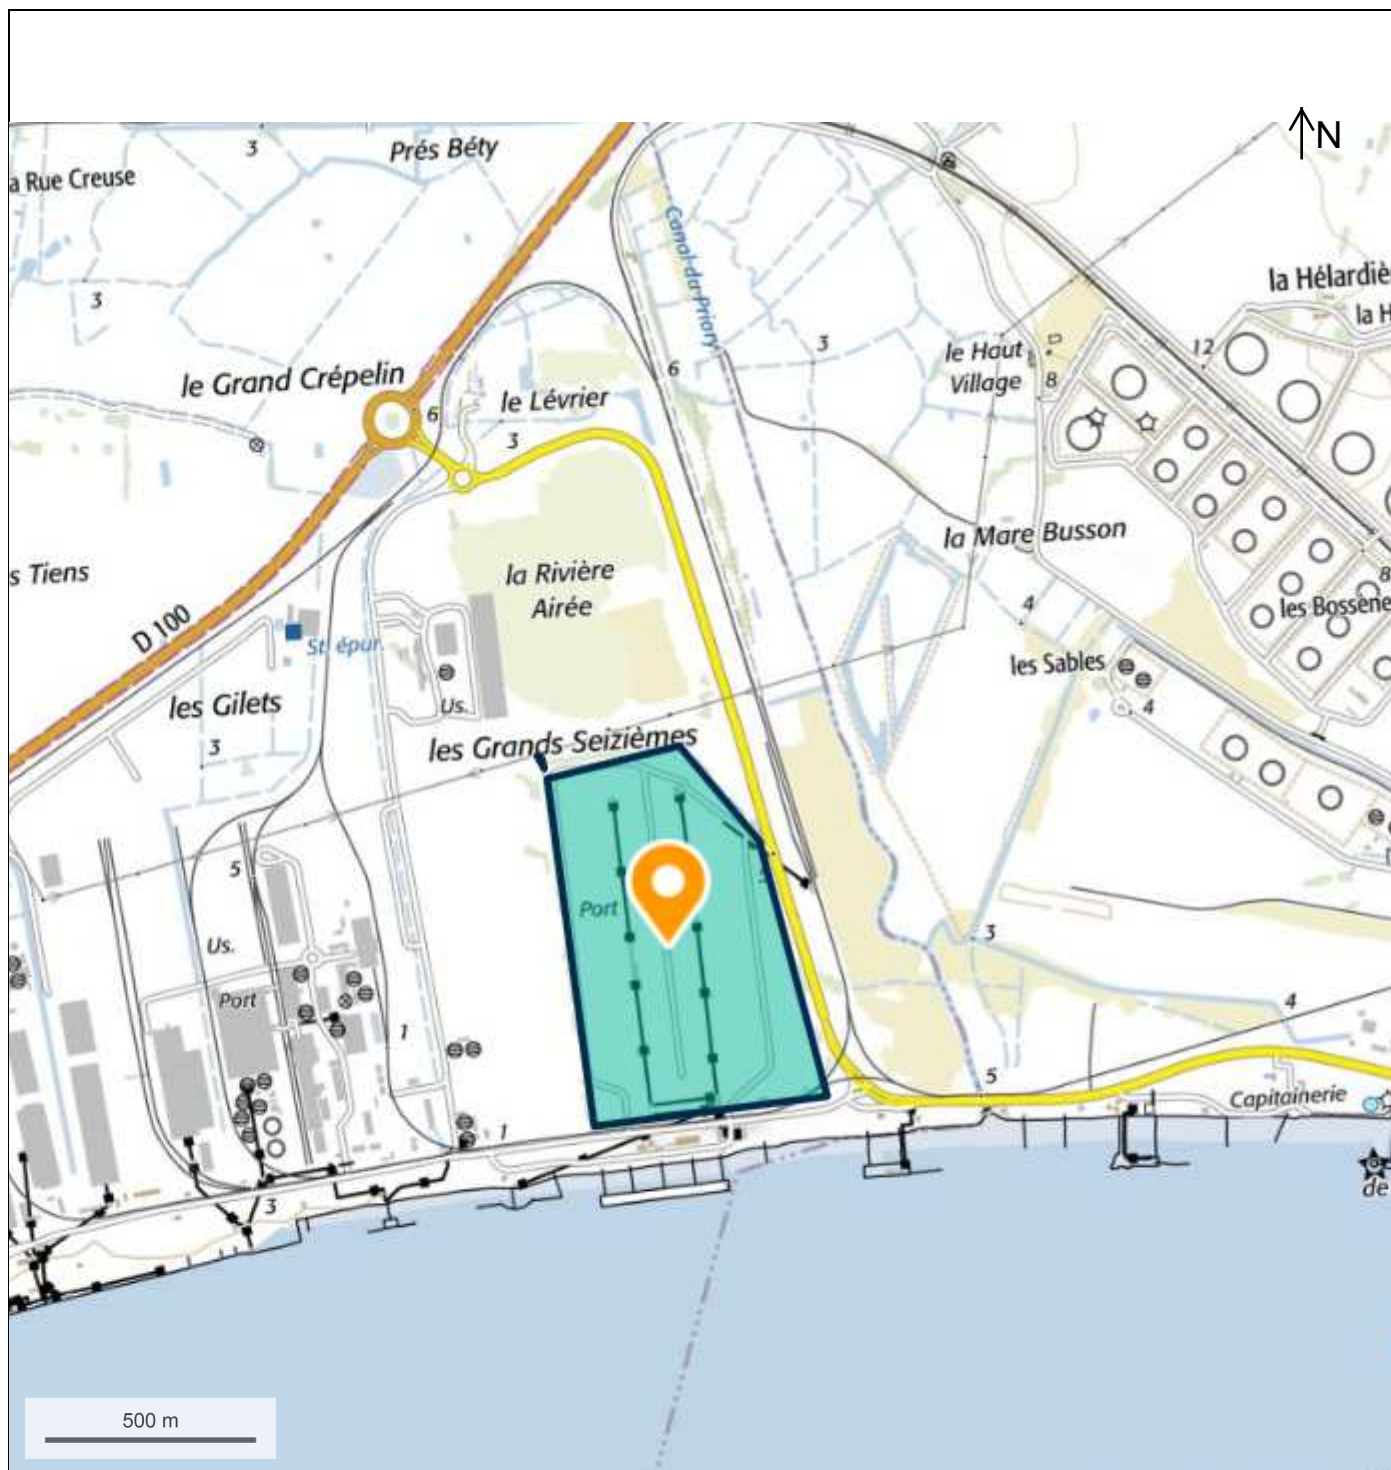 N
Prés Béty
3
a Rue Creuse
Canal du Priory
3
la Hélardiè
la H
3
12
le Haut
Village
8
6
le Grand Crépelin
6
le Lévrier
3
la Mare Busson
s Tiens
la Rivière
Airée
8
les Bossène
4
D 100
St. épur.
les Sables
4
les Gilets
Us.
3
les Grands Seizièmes
5
Port
Us.
3
Port
4
1
5
Capitainerie
1
3
de
500 m